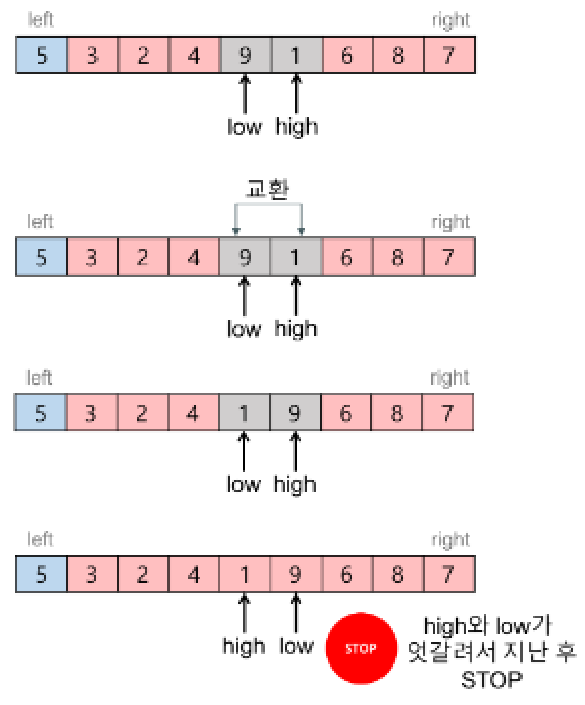 left right
5 3 2 4 9 1 6 8 7
low high
교환
left right
5 3 2 4 9 1 6 8 7
low high
left right
5 3 2 4 1 9 6 8 7
low high
left right
5 3 2 4 1 9 6 8 7
high low
STOP
high와 low가
엇갈려서 지난 후
STOP